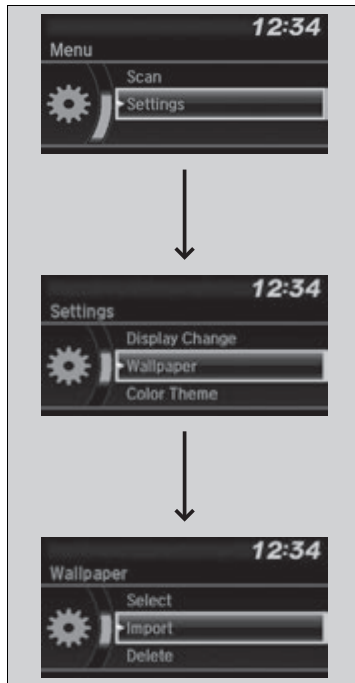 12:34
Menu
Scan
Settings
12:34
Settings
Display Change
Wallpaper
Color Theme
12:34
Wallpaper
Select
Import
Delete